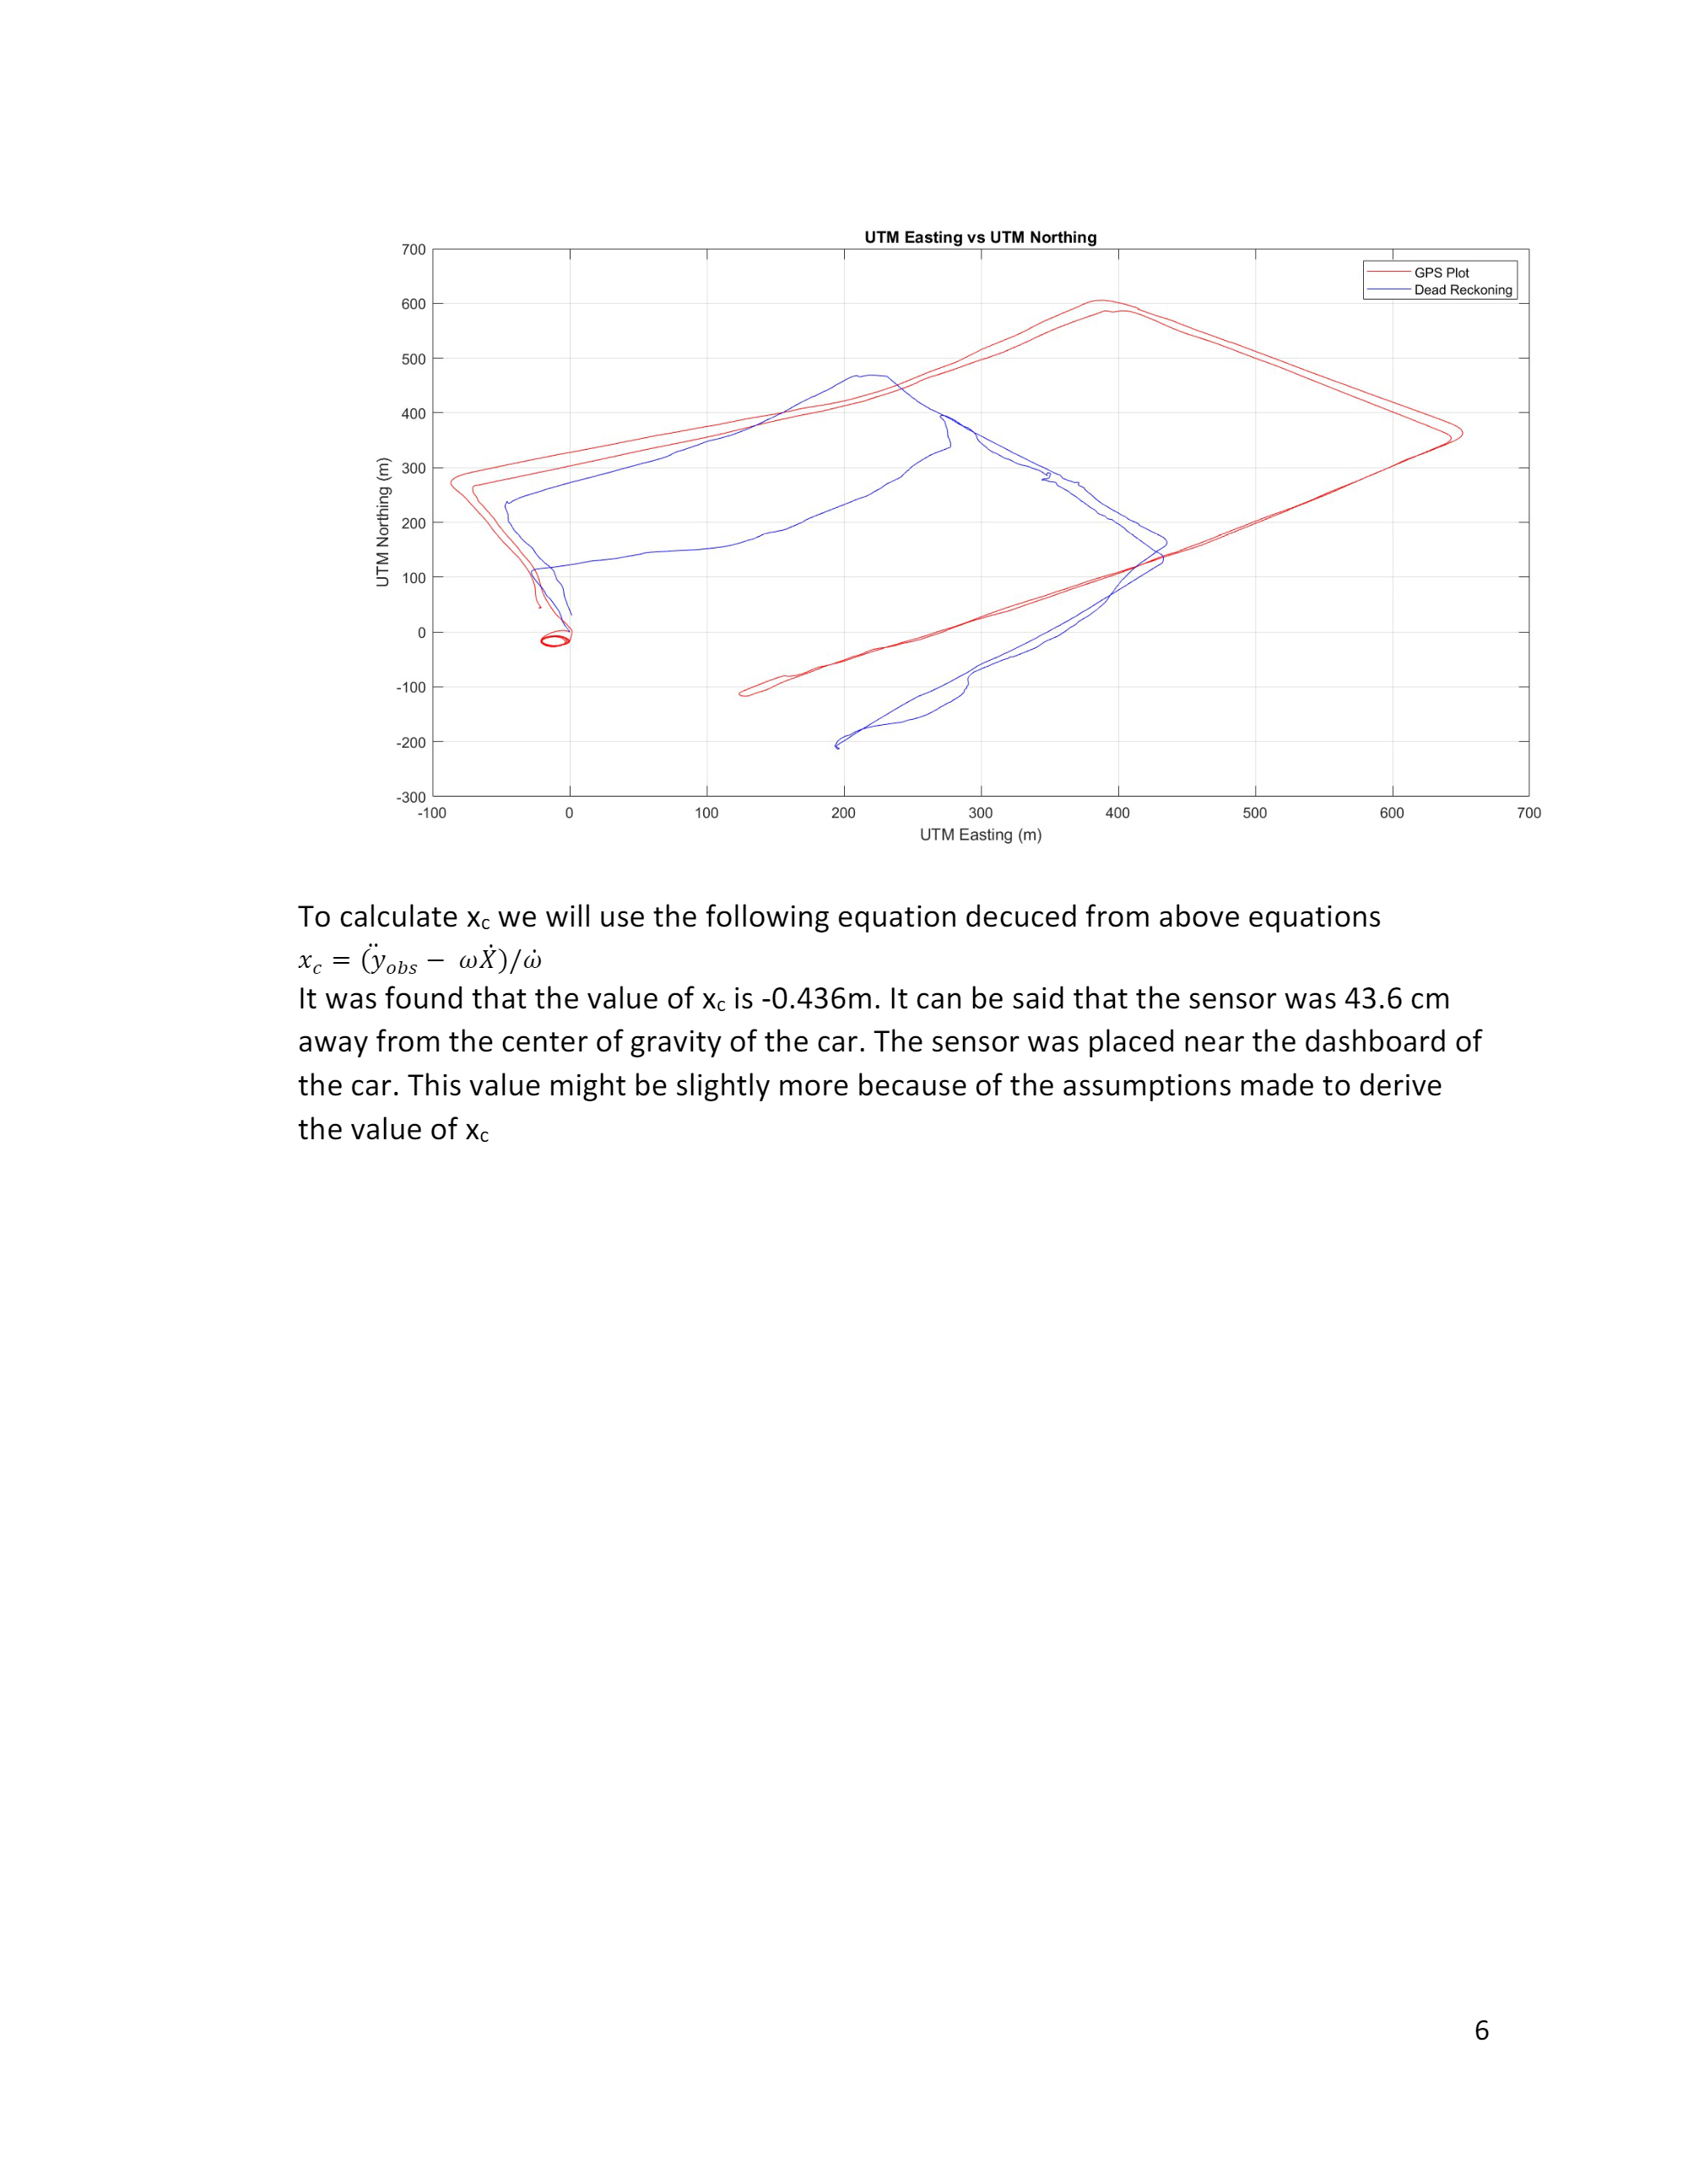 UTM Easting vs UTM Northing
GPS Plot
Dead Reckoning
700
600
500
400
300
200
100
0
-100
-200
-300
UTM Northing (m)
-100 0 100 200 300 400 500 600 700
UTM Easting (m)
To calculate xc we will use the following equation decuced from above equations
x_c = (ÿ_obs − ωẊ)/ω̇
It was found that the value of xc is -0.436m. It can be said that the sensor was 43.6 cm
away from the center of gravity of the car. The sensor was placed near the dashboard of
the car. This value might be slightly more because of the assumptions made to derive
the value of xc
6